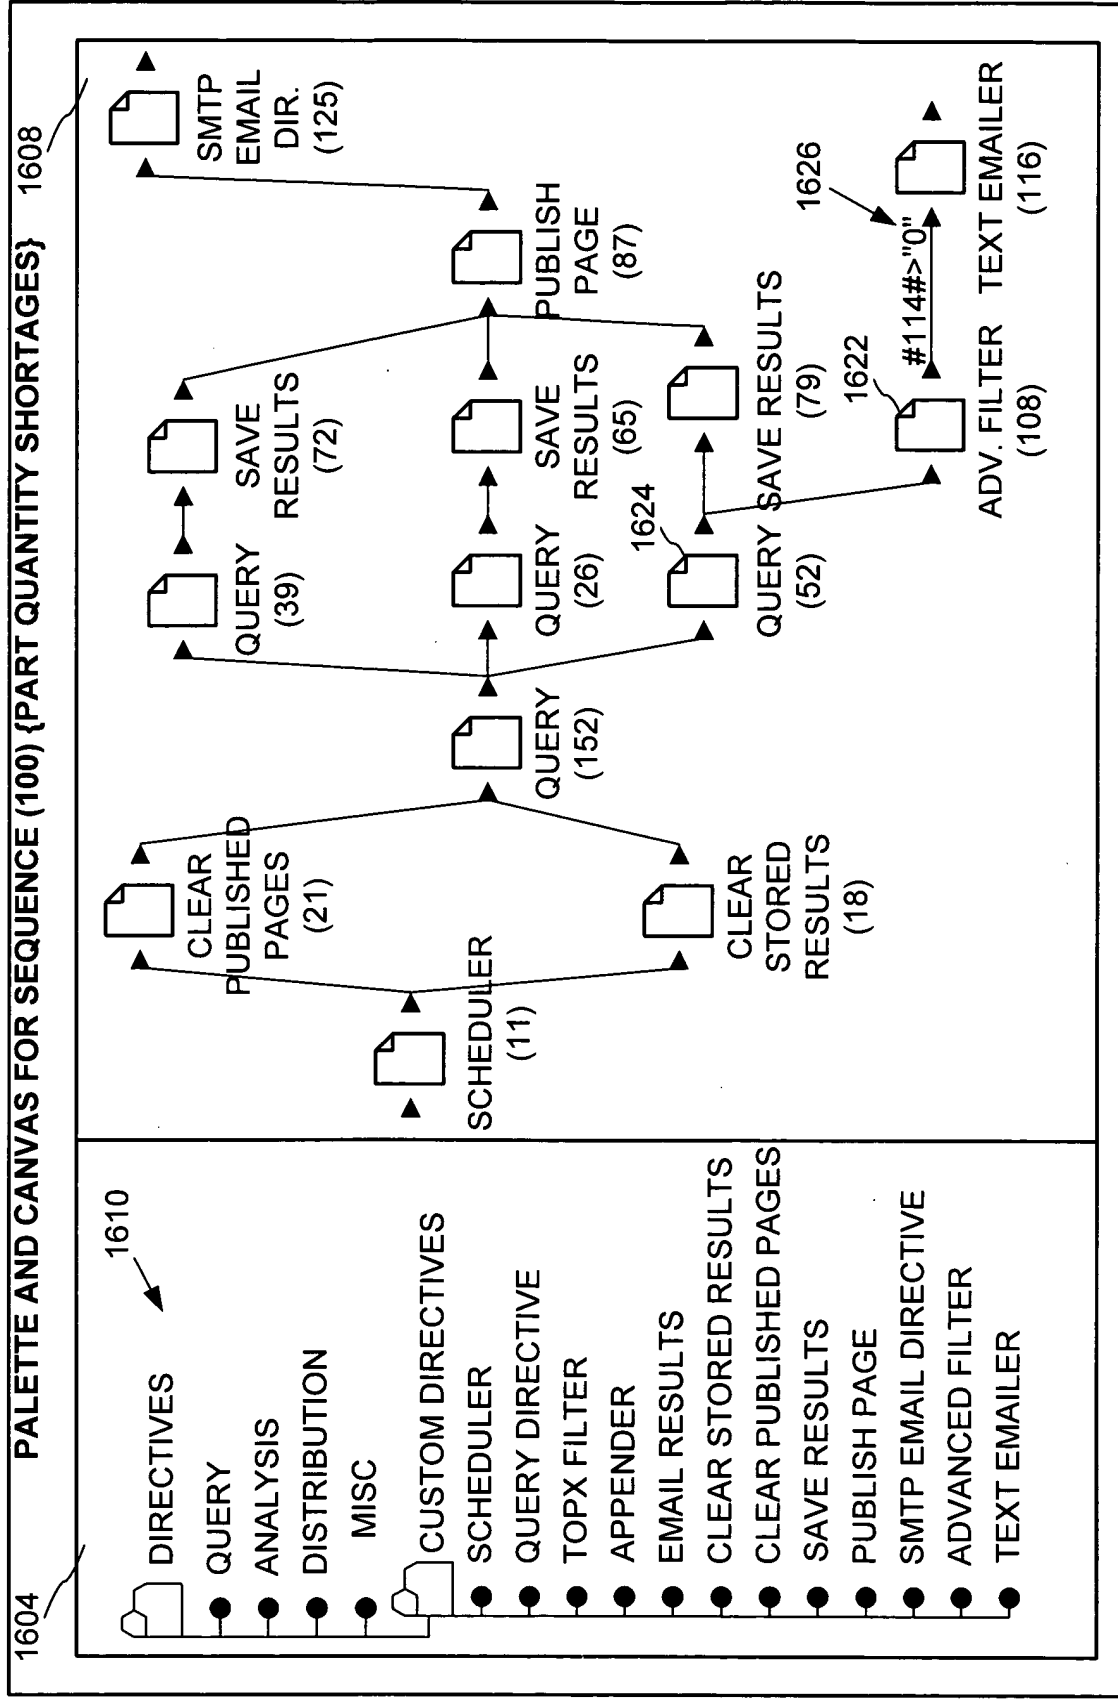 PALETTE AND CANVAS FOR SEQUENCE (100) {PART QUANTITY SHORTAGES}
1604
1608
1610
DIRECTIVES
QUERY
ANALYSIS
DISTRIBUTION
MISC
CUSTOM DIRECTIVES
SCHEDULER
QUERY DIRECTIVE
TOPX FILTER
APPENDER
EMAIL RESULTS
CLEAR STORED RESULTS
CLEAR PUBLISHED PAGES
SAVE RESULTS
PUBLISH PAGE
SMTP EMAIL DIRECTIVE
ADVANCED FILTER
TEXT EMAILER
SCHEDULER
(11)
CLEAR
PUBLISHED
PAGES
(21)
CLEAR
STORED
RESULTS
(18)
QUERY
(152)
QUERY
(39)
SAVE
RESULTS
(72)
QUERY
(26)
SAVE
RESULTS
(65)
1624
QUERY
(52)
SAVE RESULTS
(79)
PUBLISH
PAGE
(87)
SMTP
EMAIL
DIR.
(125)
1622
ADV. FILTER
(108)
#114#>"0"
1626
TEXT EMAILER
(116)